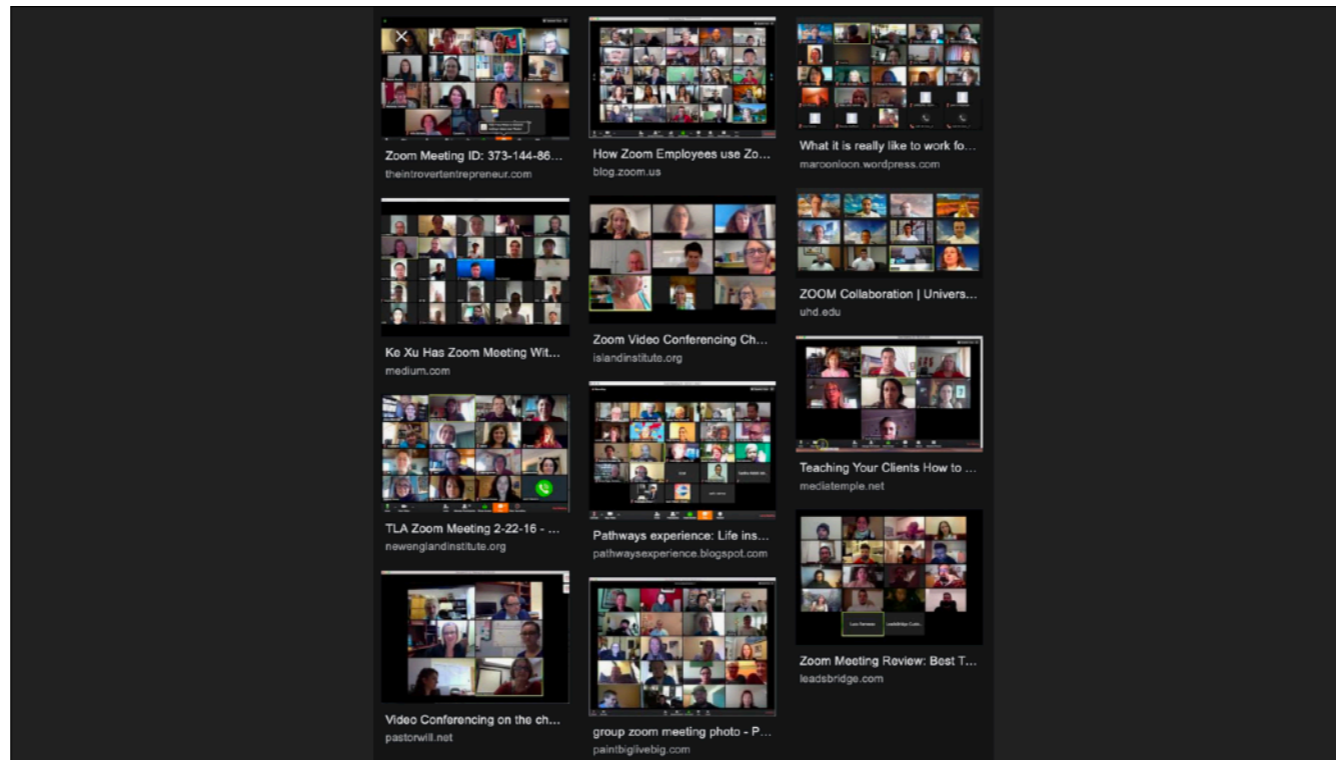 Zoom Meeting ID: 373-144-86...
theintrovertentrepreneur.com
Ke Xu Has Zoom Meeting Wit...
medium.com
TLA Zoom Meeting 2-22-16 - ...
newenglandinstitute.org
Video Conferencing on the ch...
pastorwill.net
How Zoom Employees use Zo...
blog.zoom.us
Zoom Video Conferencing Ch...
islandinstitute.org
Pathways experience: Life ins...
pathwaysexperience.blogspot.com
group zoom meeting photo - P...
paintbiglivebig.com
What it is really like to work fo...
maroonloon.wordpress.com
ZOOM Collaboration | Univers...
uhd.edu
Teaching Your Clients How to ...
mediatemple.net
Zoom Meeting Review: Best T...
leadsbridge.com